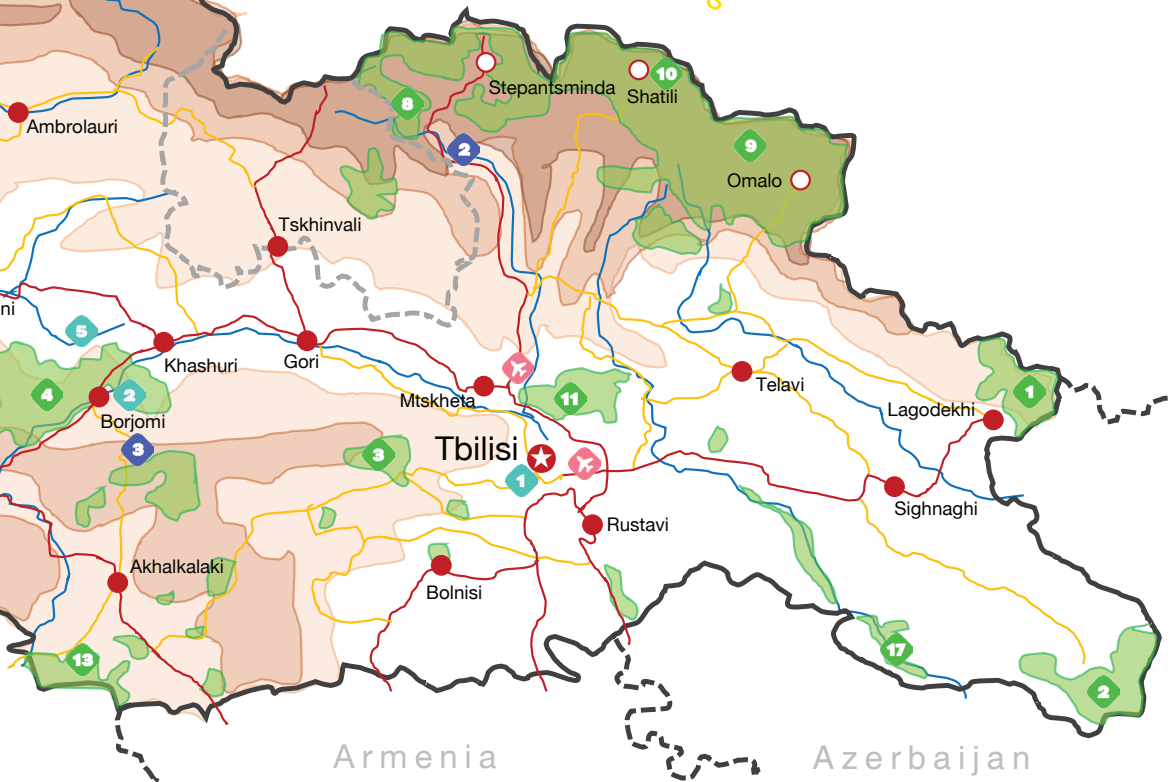 Stepantsminda
10
Shatili
8
Ambrolauri
2
9
Omalo
Tskhinvali
ni
5
Khashuri
Gori
4
2
Borjomi
Mtskheta
11
Telavi
Lagodekhi
1
3
3
Tbilisi
1
Sighnaghi
Rustavi
Akhalkalaki
Bolnisi
13
17
2
Armenia
Azerbaijan